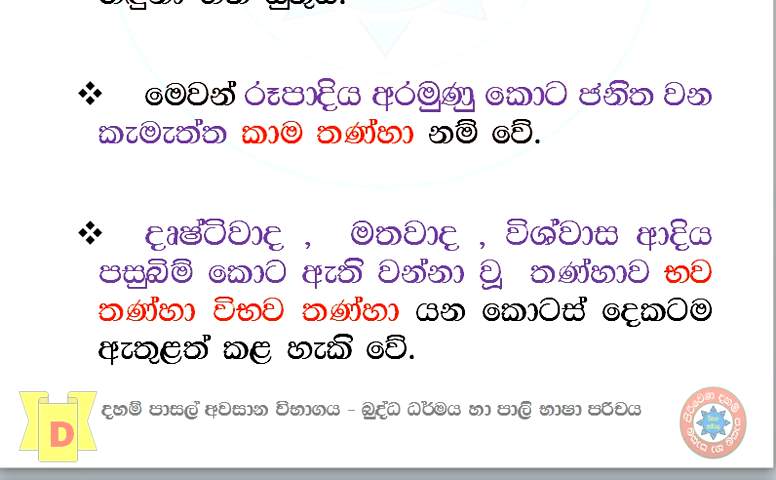 මෙවන් රූපාදිය අරමුණු කොට ජනිත වන
කැමැත්ත කාම තණ්හා නම් වේ.
දෘෂ්ටිවාද , මතවාද , විශ්වාස ආදිය
පසුබිම් කොට ඇති වන්නා වූ තණ්හාව භව
තණ්හා විභව තණ්හා යන කොටස් දෙකටම
ඇතුළත් කළ හැකි වේ.
D
දහම් පාසල් අවසාන විභාගය - බුද්ධ ධර්මය හා පාලි භාෂා පරිචය